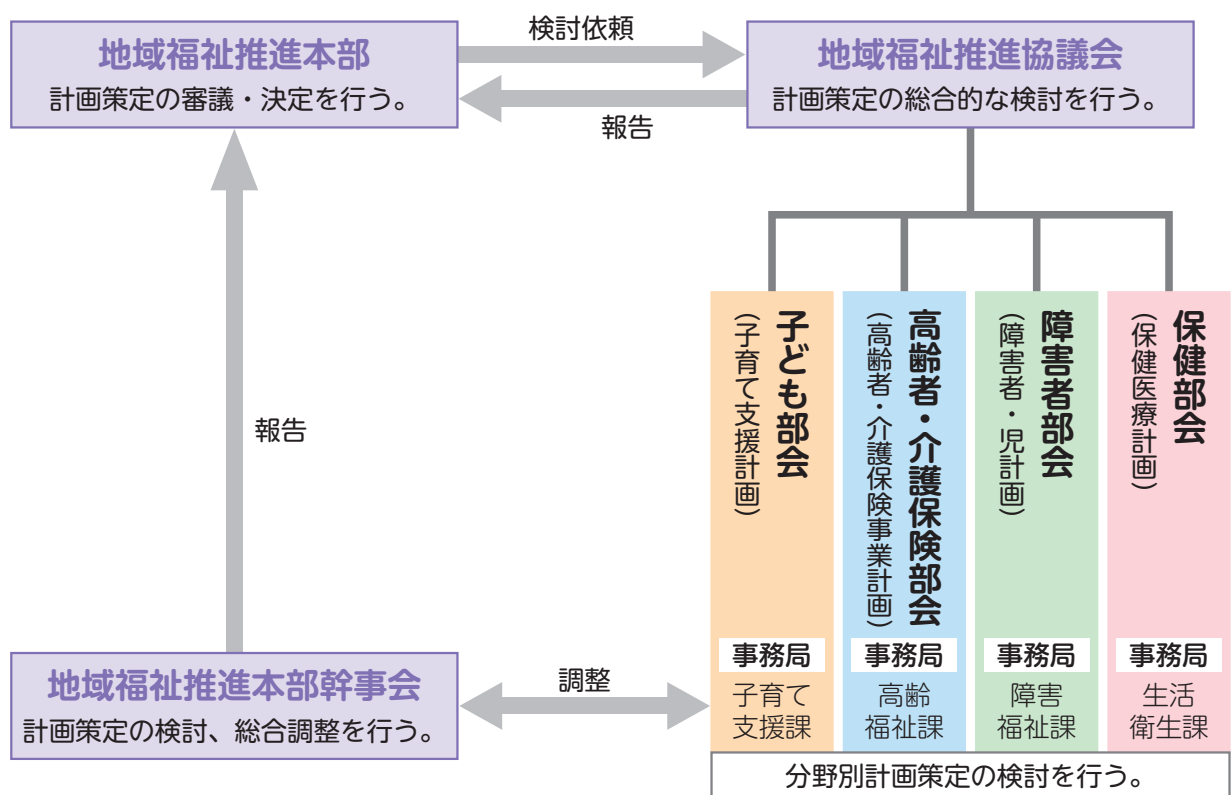 地域福祉推進本部
計画策定の審議・決定を行う。
検討依頼
報告
地域福祉推進協議会
計画策定の総合的な検討を行う。
報告
子ども部会
（子育て支援計画）
高齢者・介護保険部会
（高齢者・介護保険事業計画）
障害者部会
（障害者・児計画）
保健部会
（保健医療計画）
事務局
子育て
支援課
事務局
高齢
福祉課
事務局
障害
福祉課
事務局
生活
衛生課
分野別計画策定の検討を行う。
地域福祉推進本部幹事会
計画策定の検討、総合調整を行う。
調整